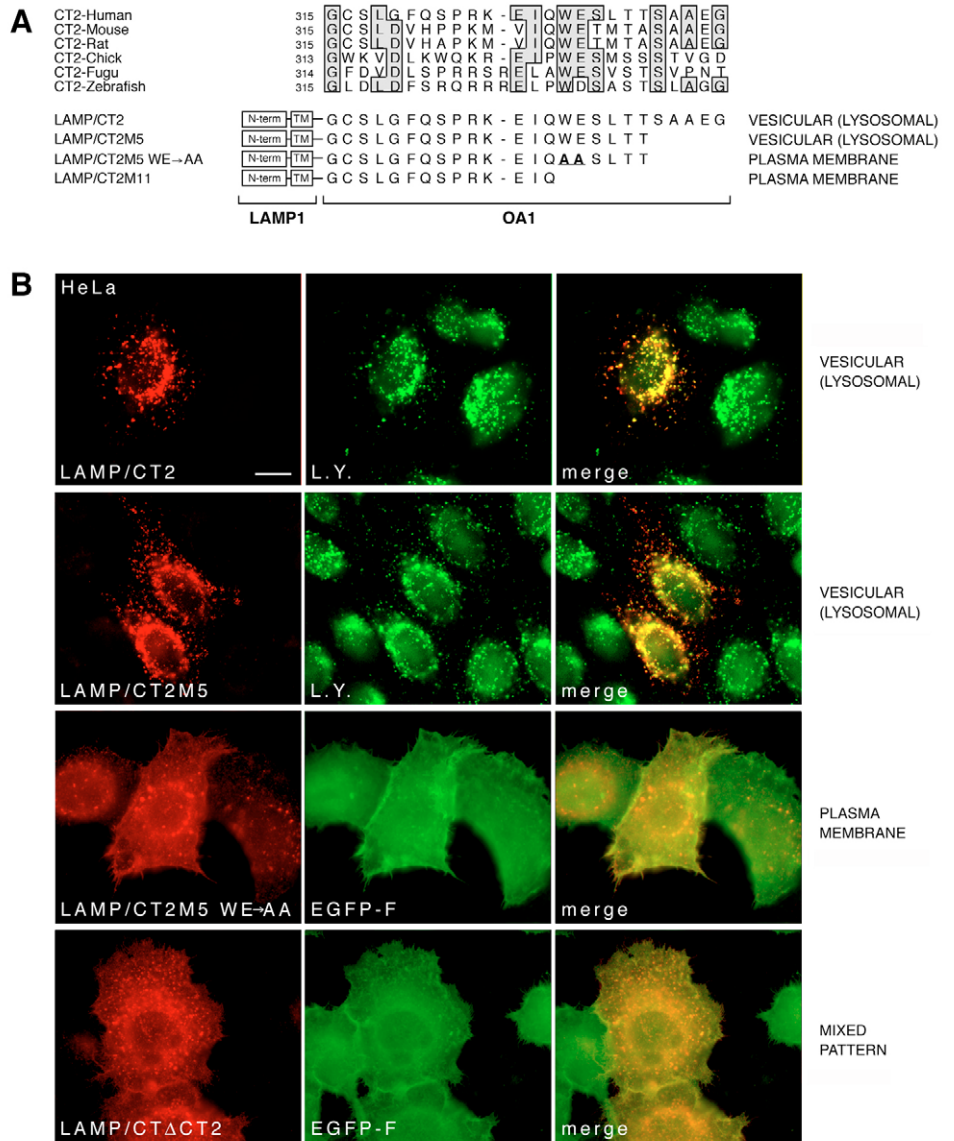 A
CT2-Human 315 G C S L G F Q S P R K - E I Q W E S L T T S A A E G
CT2-Mouse 315 G C S L D V H P P K M - V I Q W E T M T A S A A E G
CT2-Rat 315 G C S L D V H A P K M - V I Q W E T M T A S A A E G
CT2-Chick 313 G W K V D L K W Q K R - E I P W E S M S S S T V G D
CT2-Fugu 314 G F D V D L S P R R S R E L A W E S V S T S V P N T
CT2-Zebrafish 315 G L D L D F S R Q R R R E L P W D S A S T S L A G G
LAMP/CT2 N-term TM G C S L G F Q S P R K - E I Q W E S L T T S A A E G VESICULAR (LYSOSOMAL)
LAMP/CT2M5 N-term TM G C S L G F Q S P R K - E I Q W E S L T T VESICULAR (LYSOSOMAL)
LAMP/CT2M5 WE→AA N-term TM G C S L G F Q S P R K - E I Q A A S L T T PLASMA MEMBRANE
LAMP/CT2M11 N-term TM G C S L G F Q S P R K - E I Q PLASMA MEMBRANE
LAMP1 OA1
B
HeLa
LAMP/CT2 L.Y. merge
VESICULAR
(LYSOSOMAL)
LAMP/CT2M5 L.Y. merge
VESICULAR
(LYSOSOMAL)
LAMP/CT2M5 WE→AA EGFP-F merge
PLASMA
MEMBRANE
LAMP/CTΔCT2 EGFP-F merge
MIXED
PATTERN